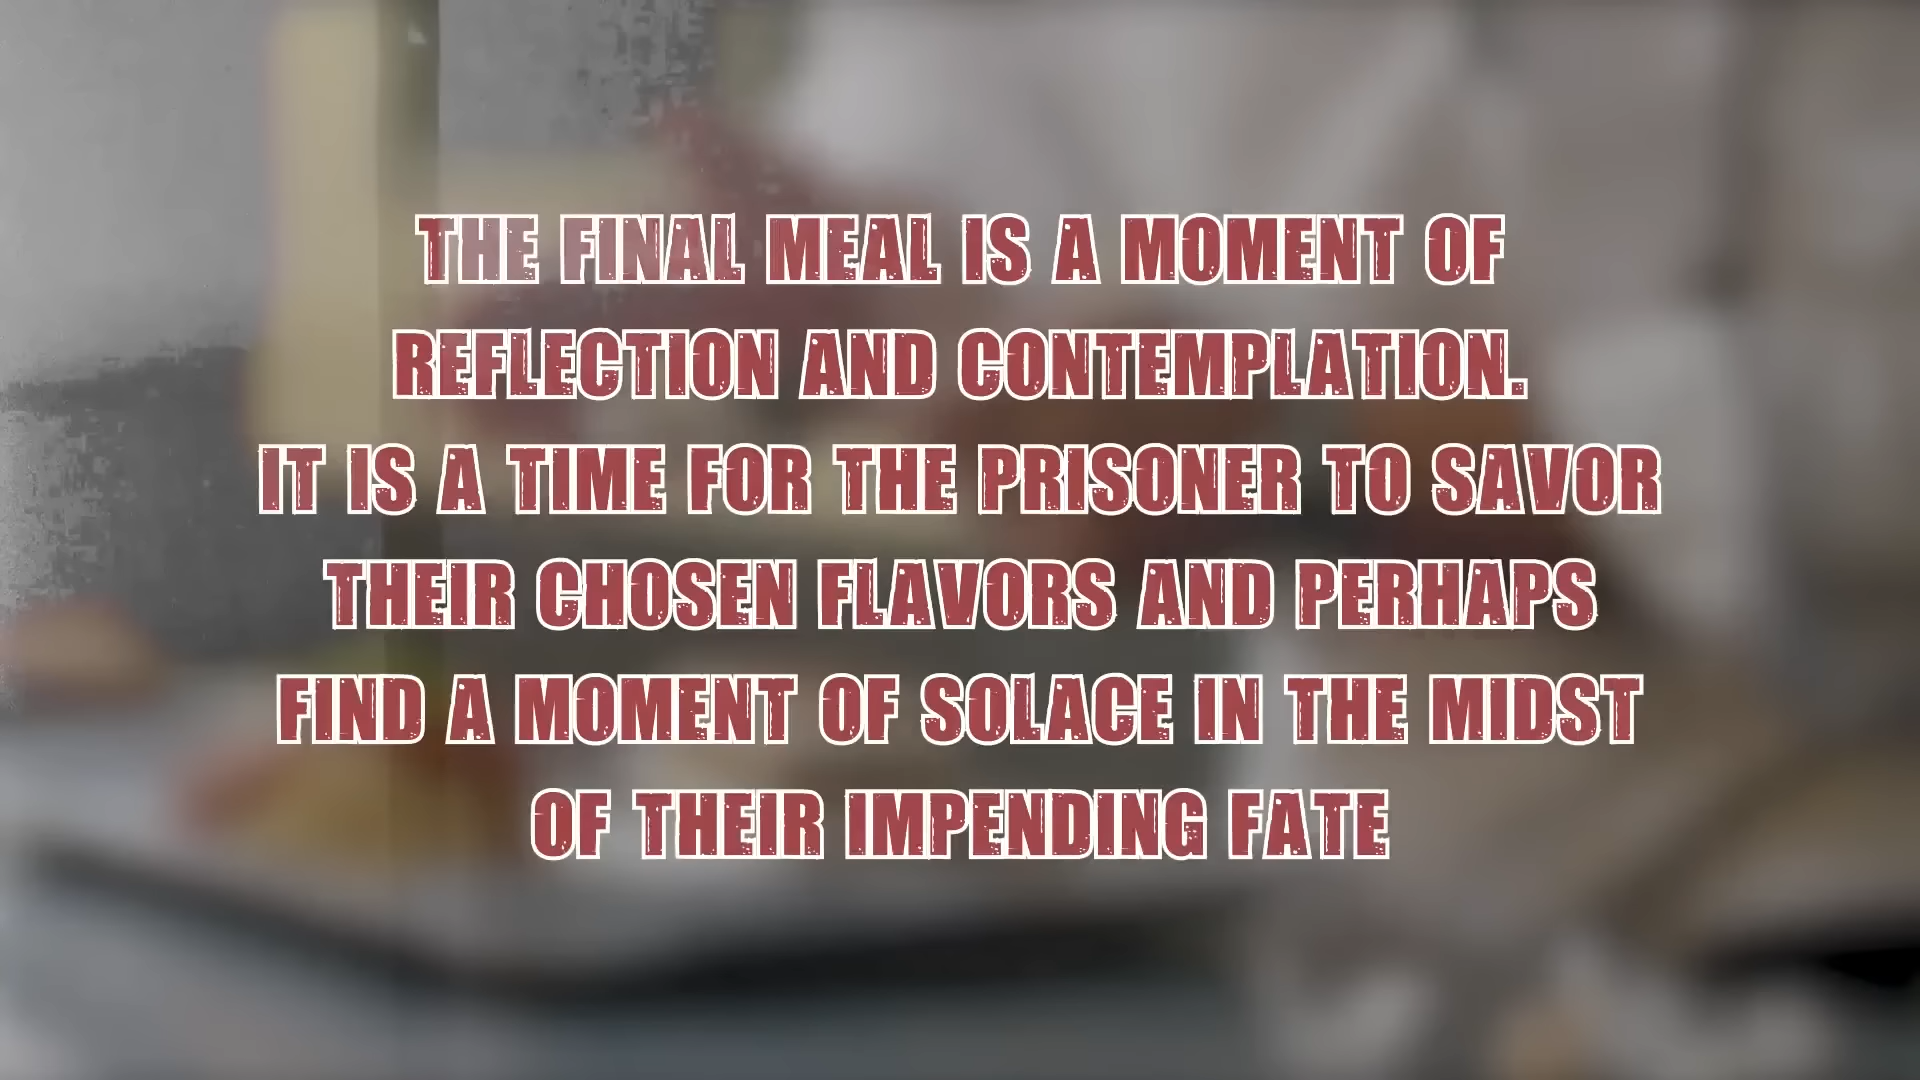 THE FINAL MEAL IS A MOMENT OF
REFLECTION AND CONTEMPLATION.
IT IS A TIME FOR THE PRISONER TO SAVOR
THEIR CHOSEN FLAVORS AND PERHAPS
FIND A MOMENT OF SOLACE IN THE MIDST
OF THEIR IMPENDING FATE